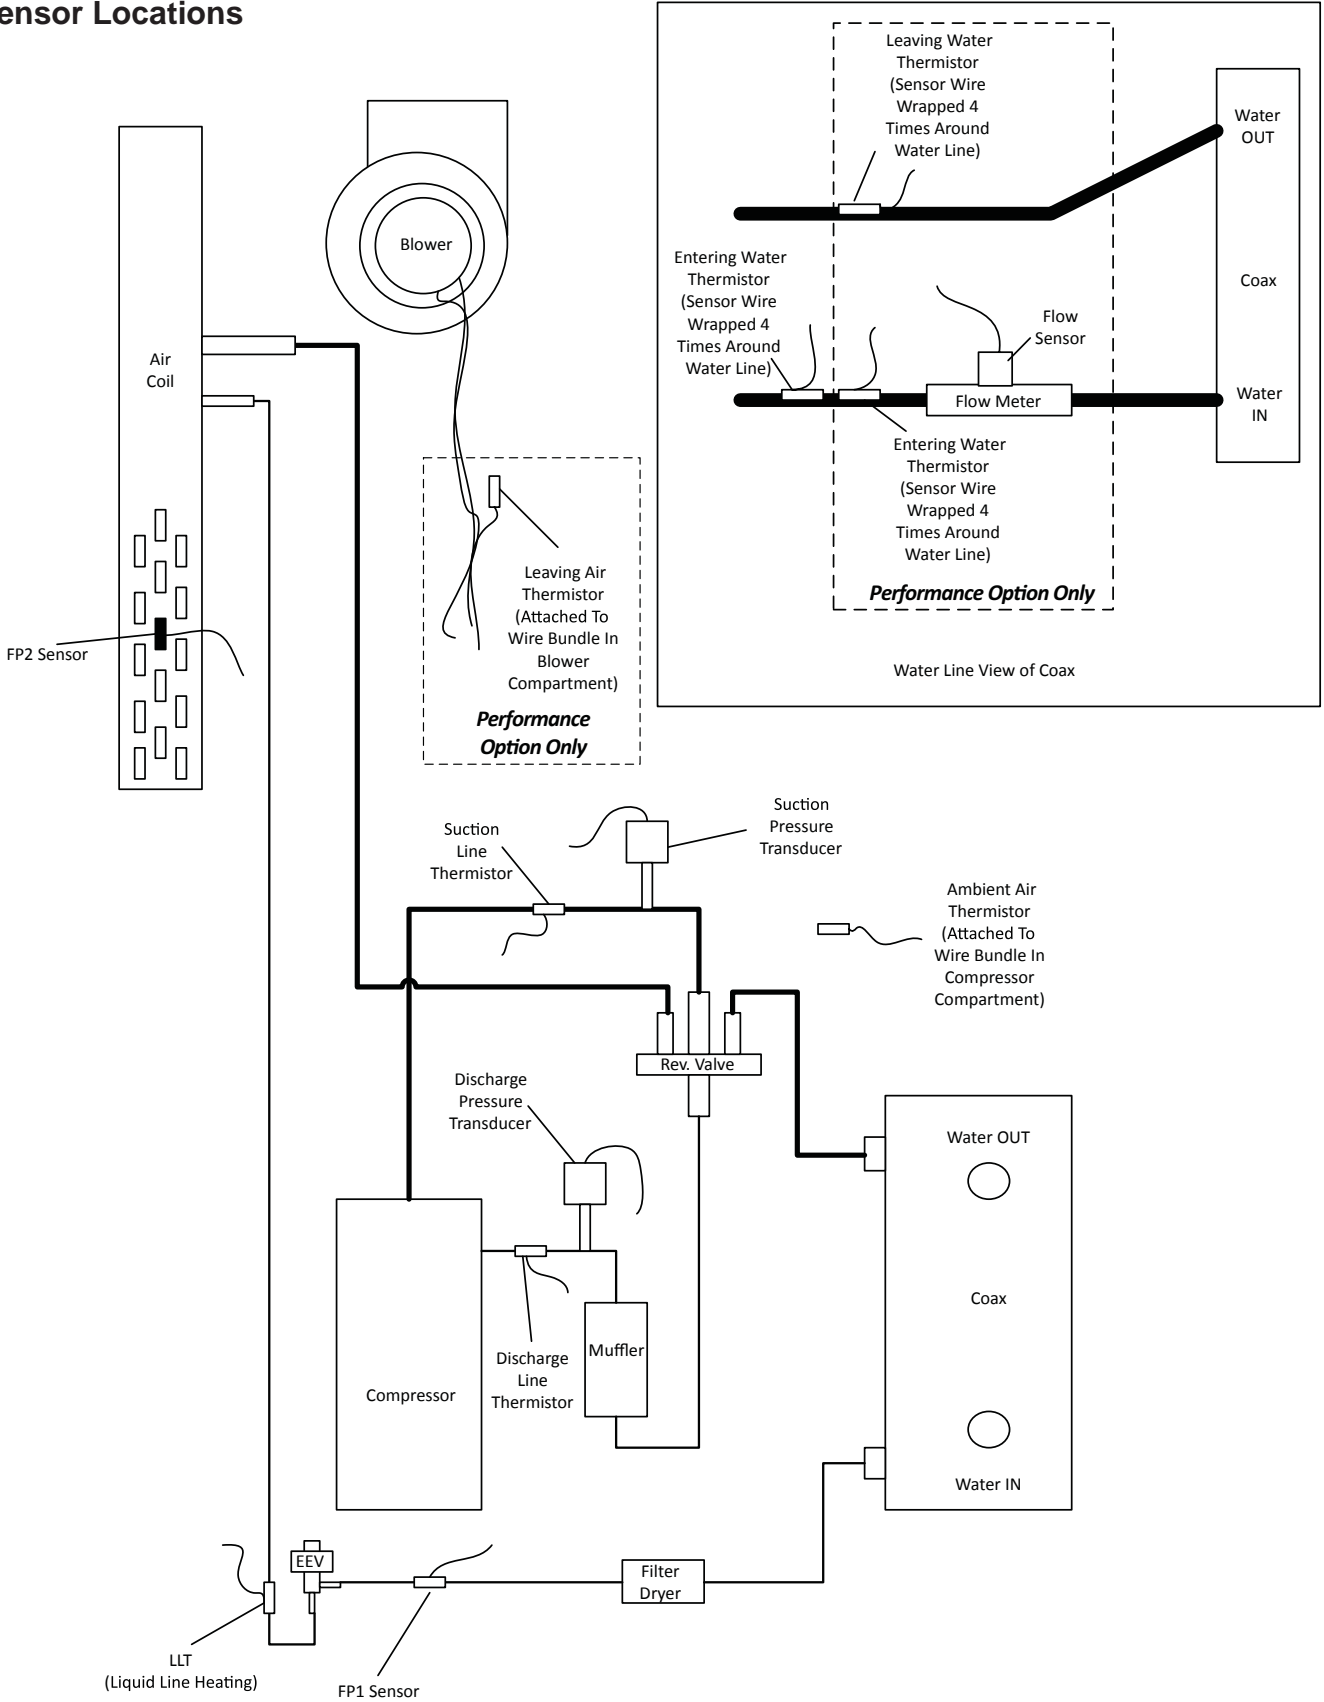 ensor Locations
Leaving Water
Thermistor
(Sensor Wire
Wrapped 4
Times Around
Water Line)
Water
OUT
Blower
Entering Water
Thermistor
(Sensor Wire
Wrapped 4
Times Around
Water Line)
Coax
Flow
Sensor
Air
Coil
Flow Meter
Water
IN
Entering Water
Thermistor
(Sensor Wire
Wrapped 4
Times Around
Water Line)
Performance Option Only
Water Line View of Coax
Leaving Air
Thermistor
(Attached To
Wire Bundle In
Blower
Compartment)
Performance
Option Only
FP2 Sensor
Suction
Pressure
Transducer
Suction
Line
Thermistor
Ambient Air
Thermistor
(Attached To
Wire Bundle In
Compressor
Compartment)
Rev. Valve
Discharge
Pressure
Transducer
Water OUT
Coax
Muffler
Discharge
Line
Thermistor
Compressor
Water IN
EEV
Filter
Dryer
LLT
(Liquid Line Heating)
FP1 Sensor